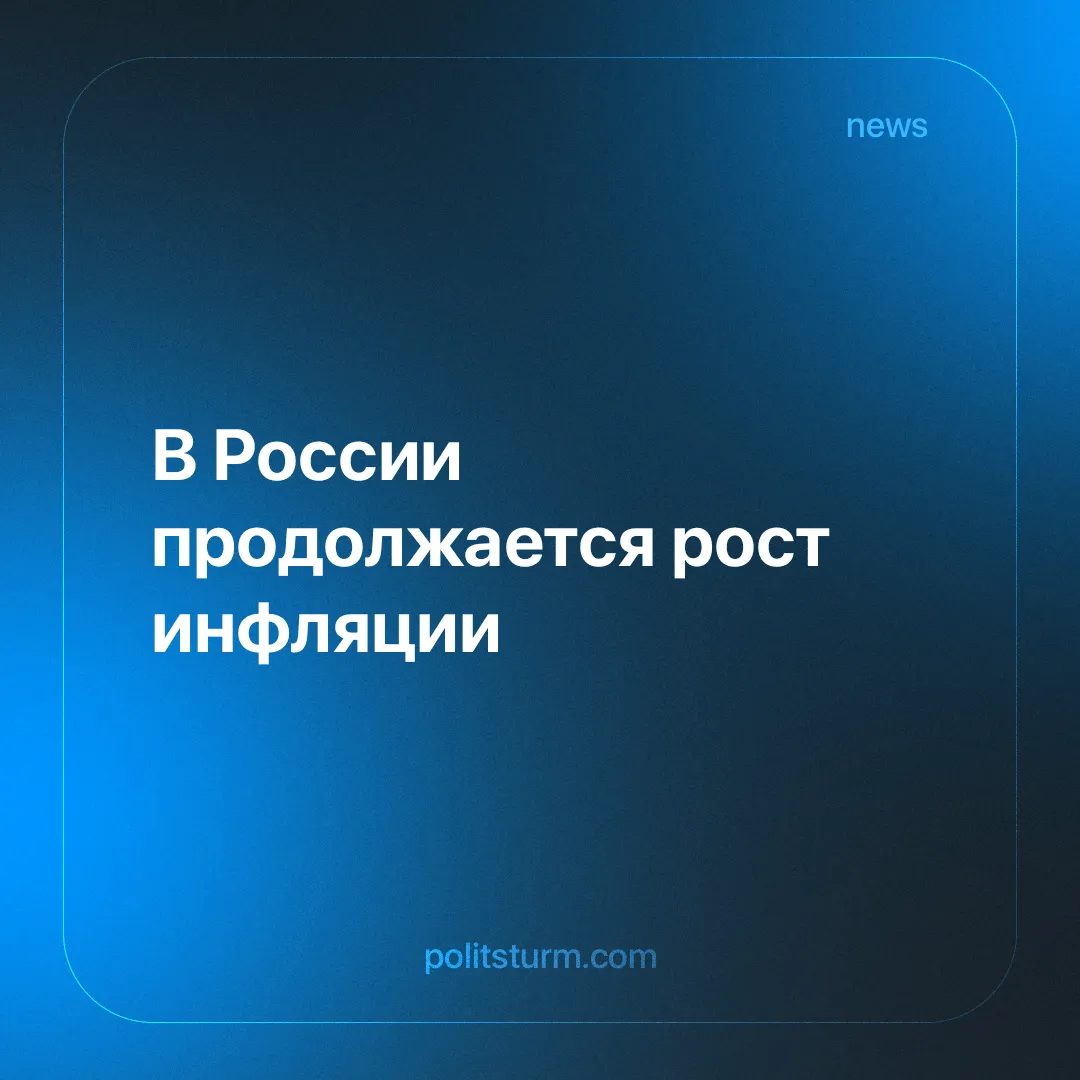 news
В России
продолжается рост
инфляции
politsturm.com